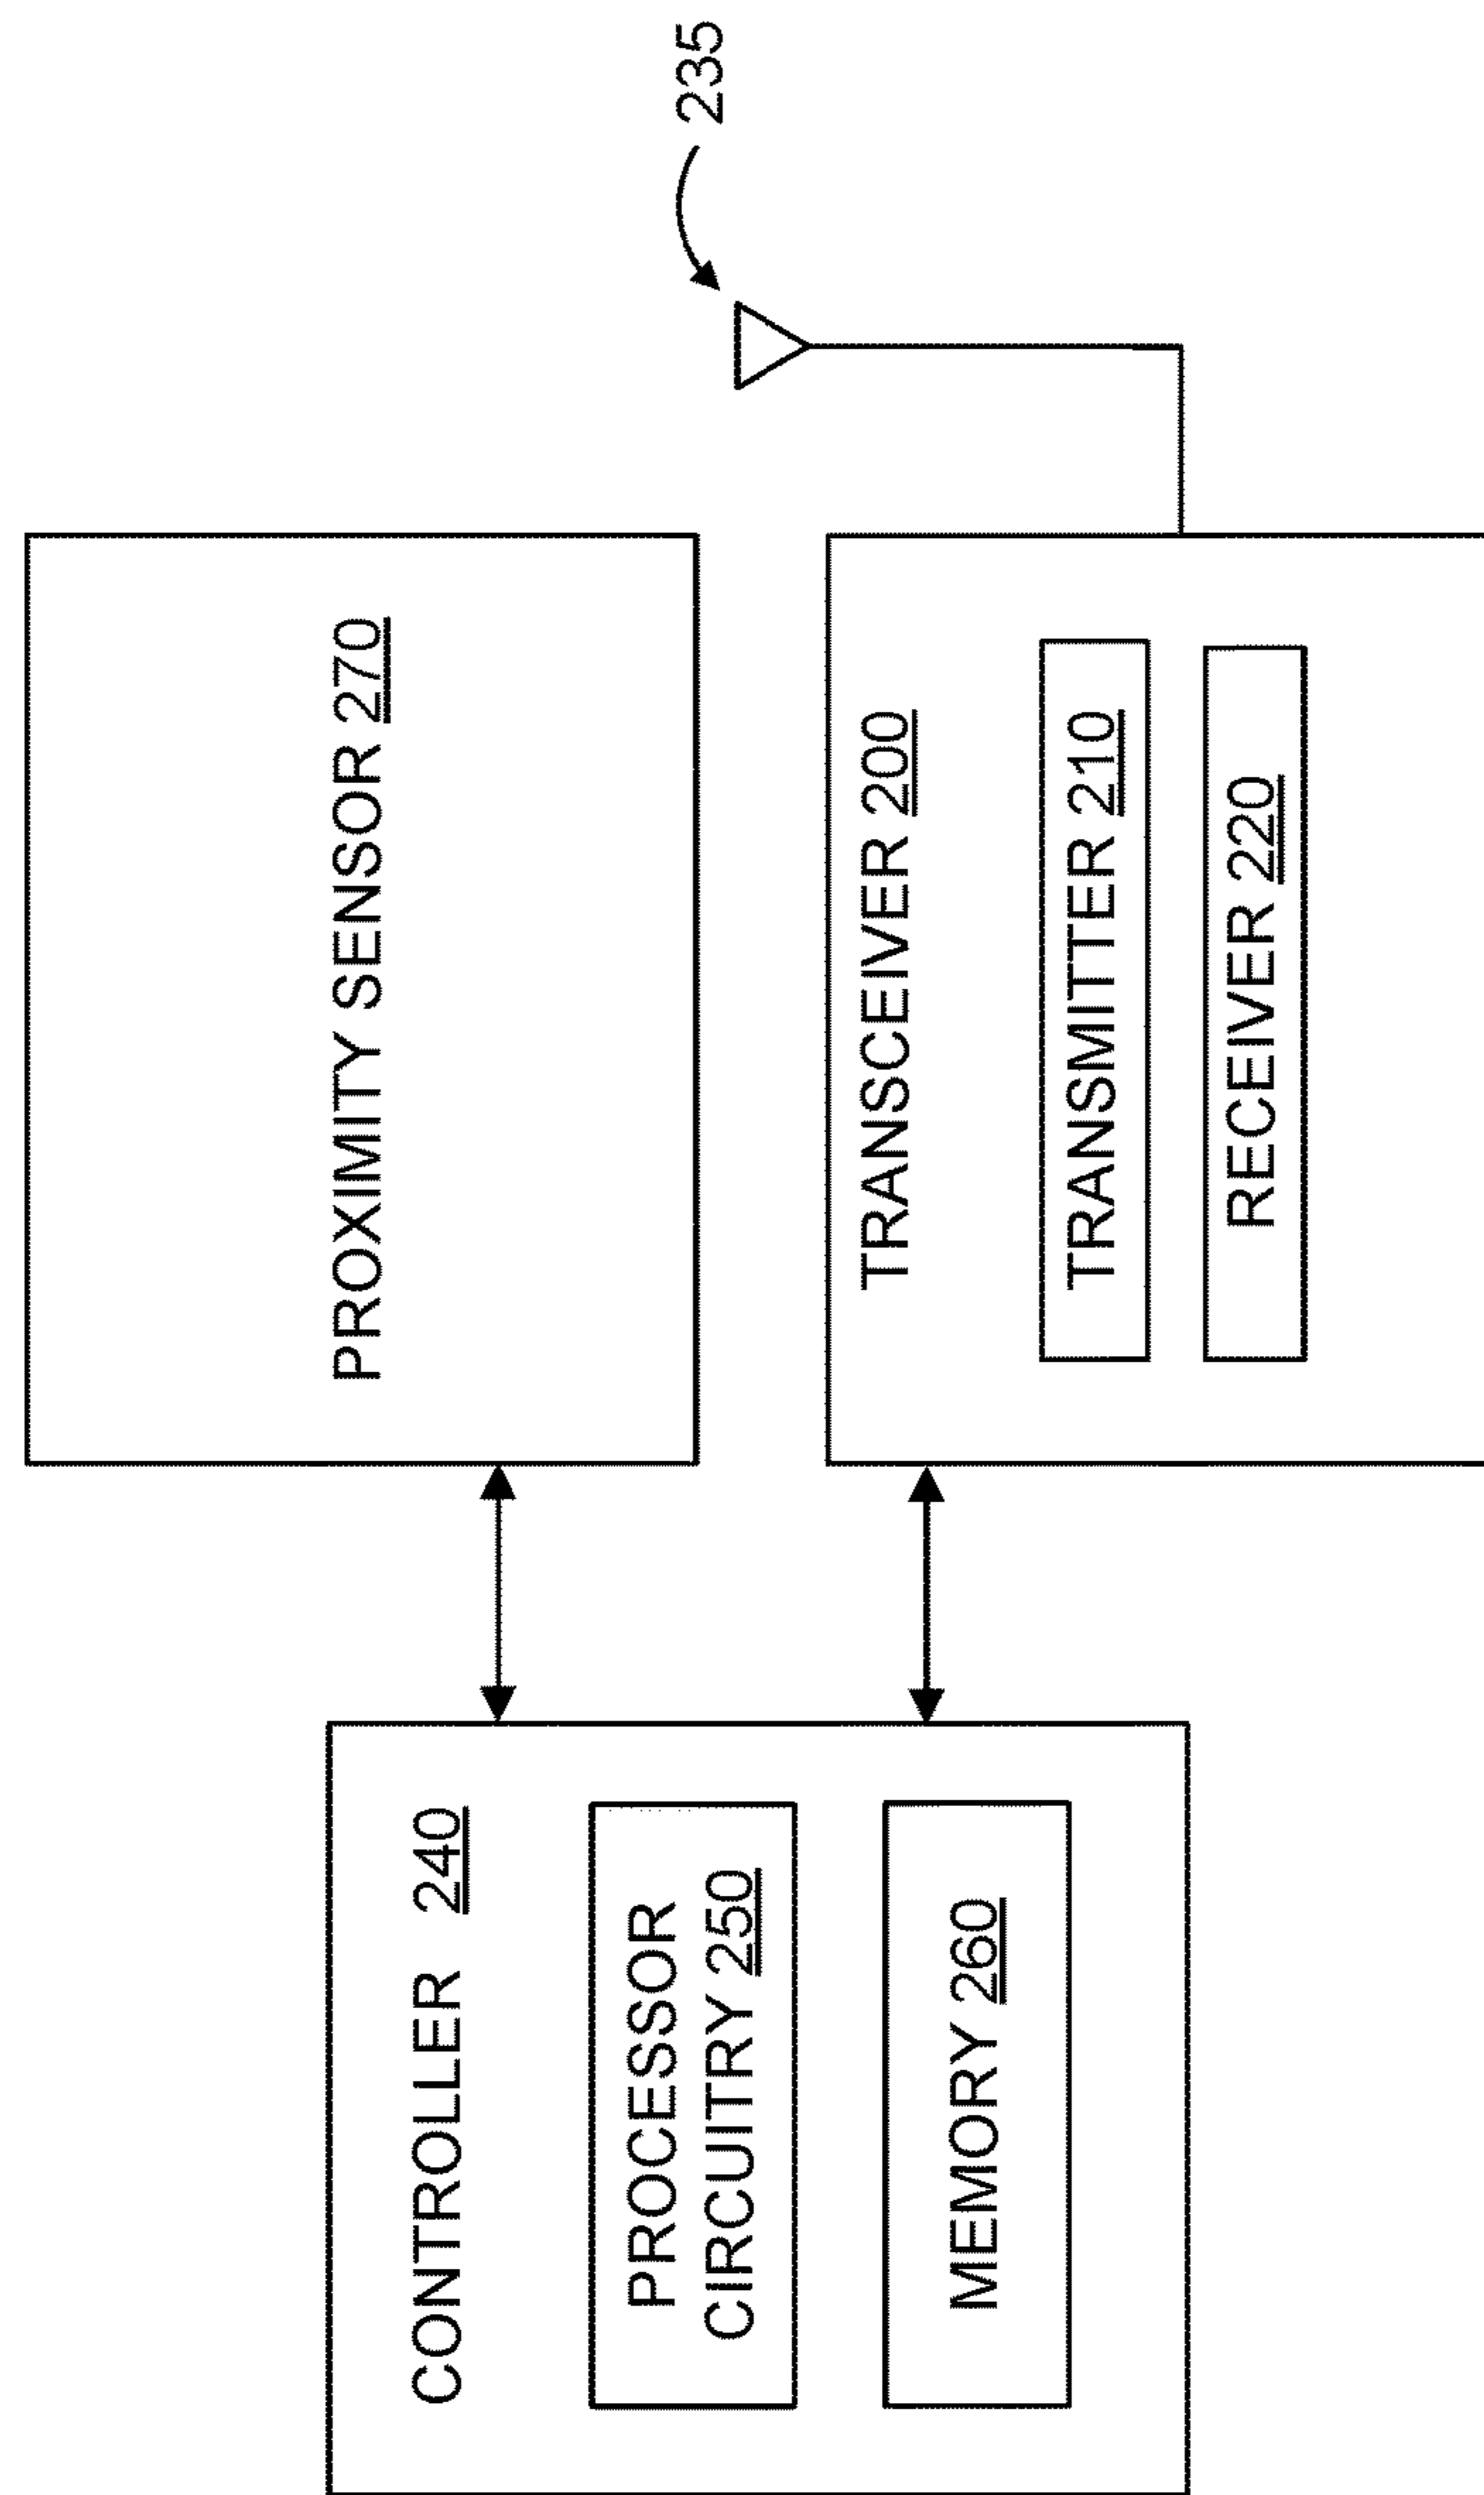 CONTROLLER 240
PROCESSOR
CIRCUITRY 250
MEMORY 260
PROXIMITY SENSOR 270
TRANSCEIVER 200
TRANSMITTER 210
RECEIVER 220
235